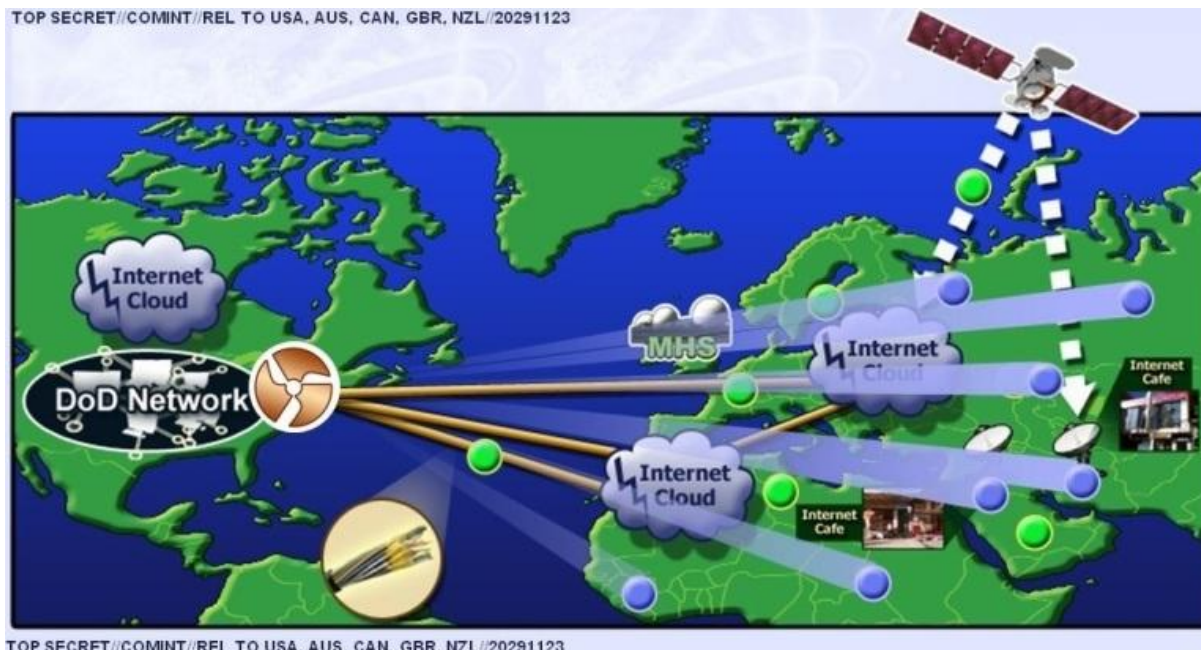 TOP SECRET//COMINT//REL TO USA, AUS, CAN, GBR, NZL//20291123
Internet
Cloud
DoD Network
MHS
Internet
Cloud
Internet
Cafe
Internet
Cloud
Internet
Cafe
TOP SECRET//COMINT//REL TO USA, AUS, CAN, GBR, NZL//20291123